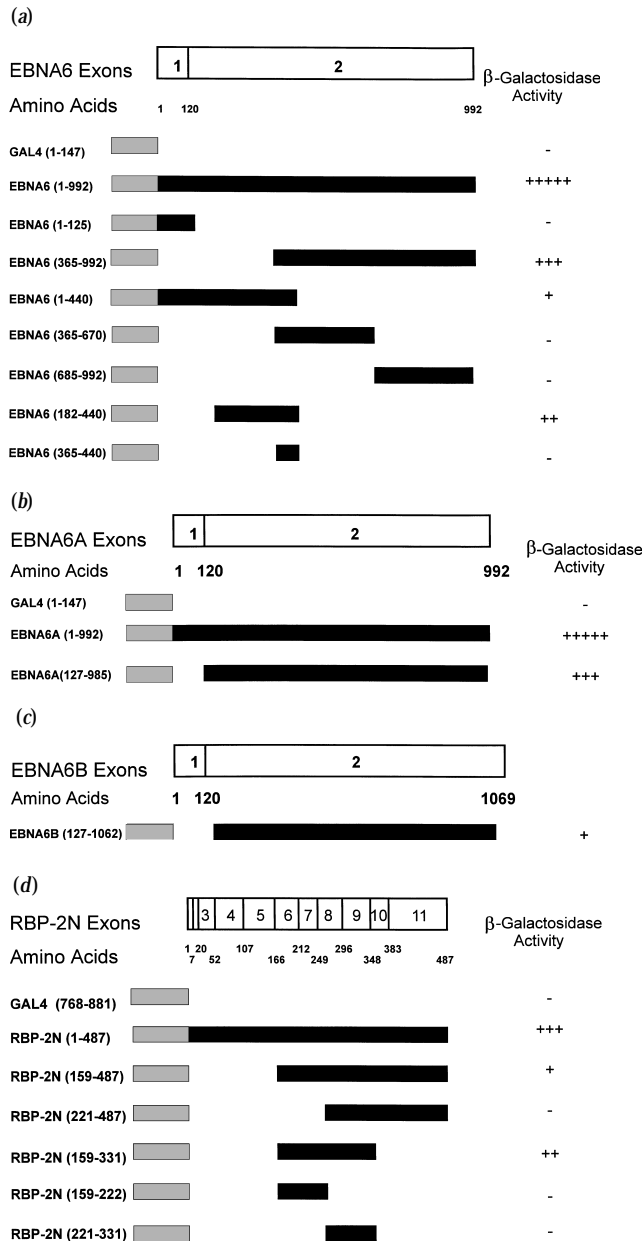 (a)
EBNA6 Exons 1 2 β-Galactosidase
Activity
Amino Acids 1 120 992
GAL4 (1-147) -
EBNA6 (1-992) +++++
EBNA6 (1-125) -
EBNA6 (365-992) +++
EBNA6 (1-440) +
EBNA6 (365-670) -
EBNA6 (685-992) -
EBNA6 (182-440) ++
EBNA6 (365-440) -
(b)
EBNA6A Exons 1 2 β-Galactosidase
Amino Acids 1 120 992 Activity
GAL4 (1-147) -
EBNA6A (1-992) +++++
EBNA6A(127-985) +++
(c)
EBNA6B Exons 1 2
Amino Acids 1 120 1069
EBNA6B (127-1062) +
(d)
RBP-2N Exons 3 4 5 6 7 8 9 10 11 β-Galactosidase
Activity
1 20 107 212 296 383
Amino Acids 7 52 166 249 348 487
GAL4 (768-881) -
RBP-2N (1-487) +++
RBP-2N (159-487) +
RBP-2N (221-487) -
RBP-2N (159-331) ++
RBP-2N (159-222) -
RBP-2N (221-331) -